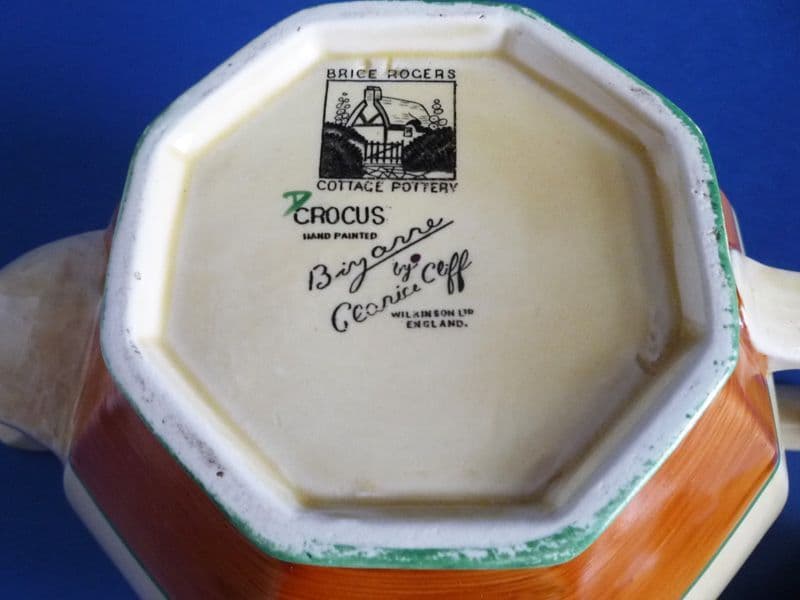 BRICE ROGERS
COTTAGE POTTERY
D
CROCUS
HAND PAINTED
Bizarre
by
Clarice Cliff
WILKINSON LTD
ENGLAND.